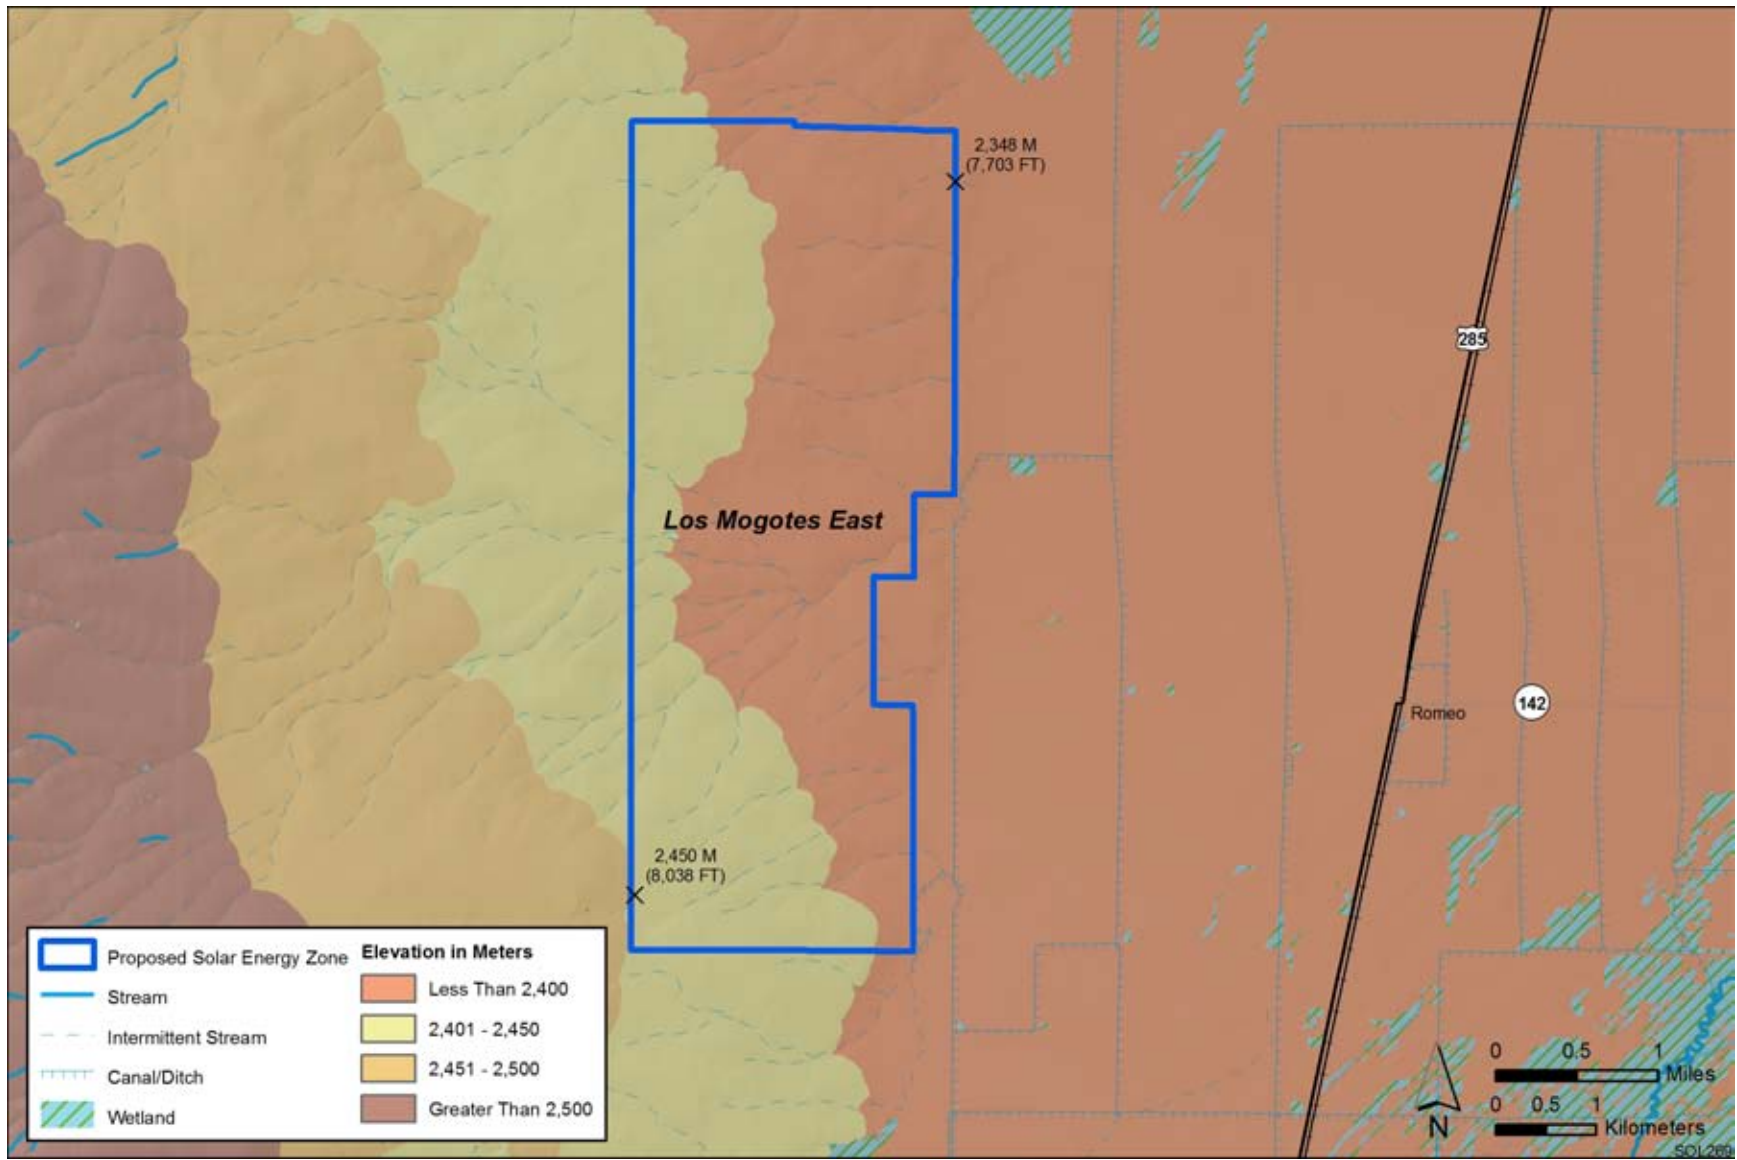 2,348 M
(7,703 FT)
285
Los Mogotes East
142
Romeo
2,450 M
(8,038 FT)
Proposed Solar Energy Zone
Stream
Intermittent Stream
Canal/Ditch
Wetland
Elevation in Meters
Less Than 2,400
2,401 - 2,450
2,451 - 2,500
Greater Than 2,500
0 0.5 1
Miles
0 0.5 1
Kilometers
N
SOL269